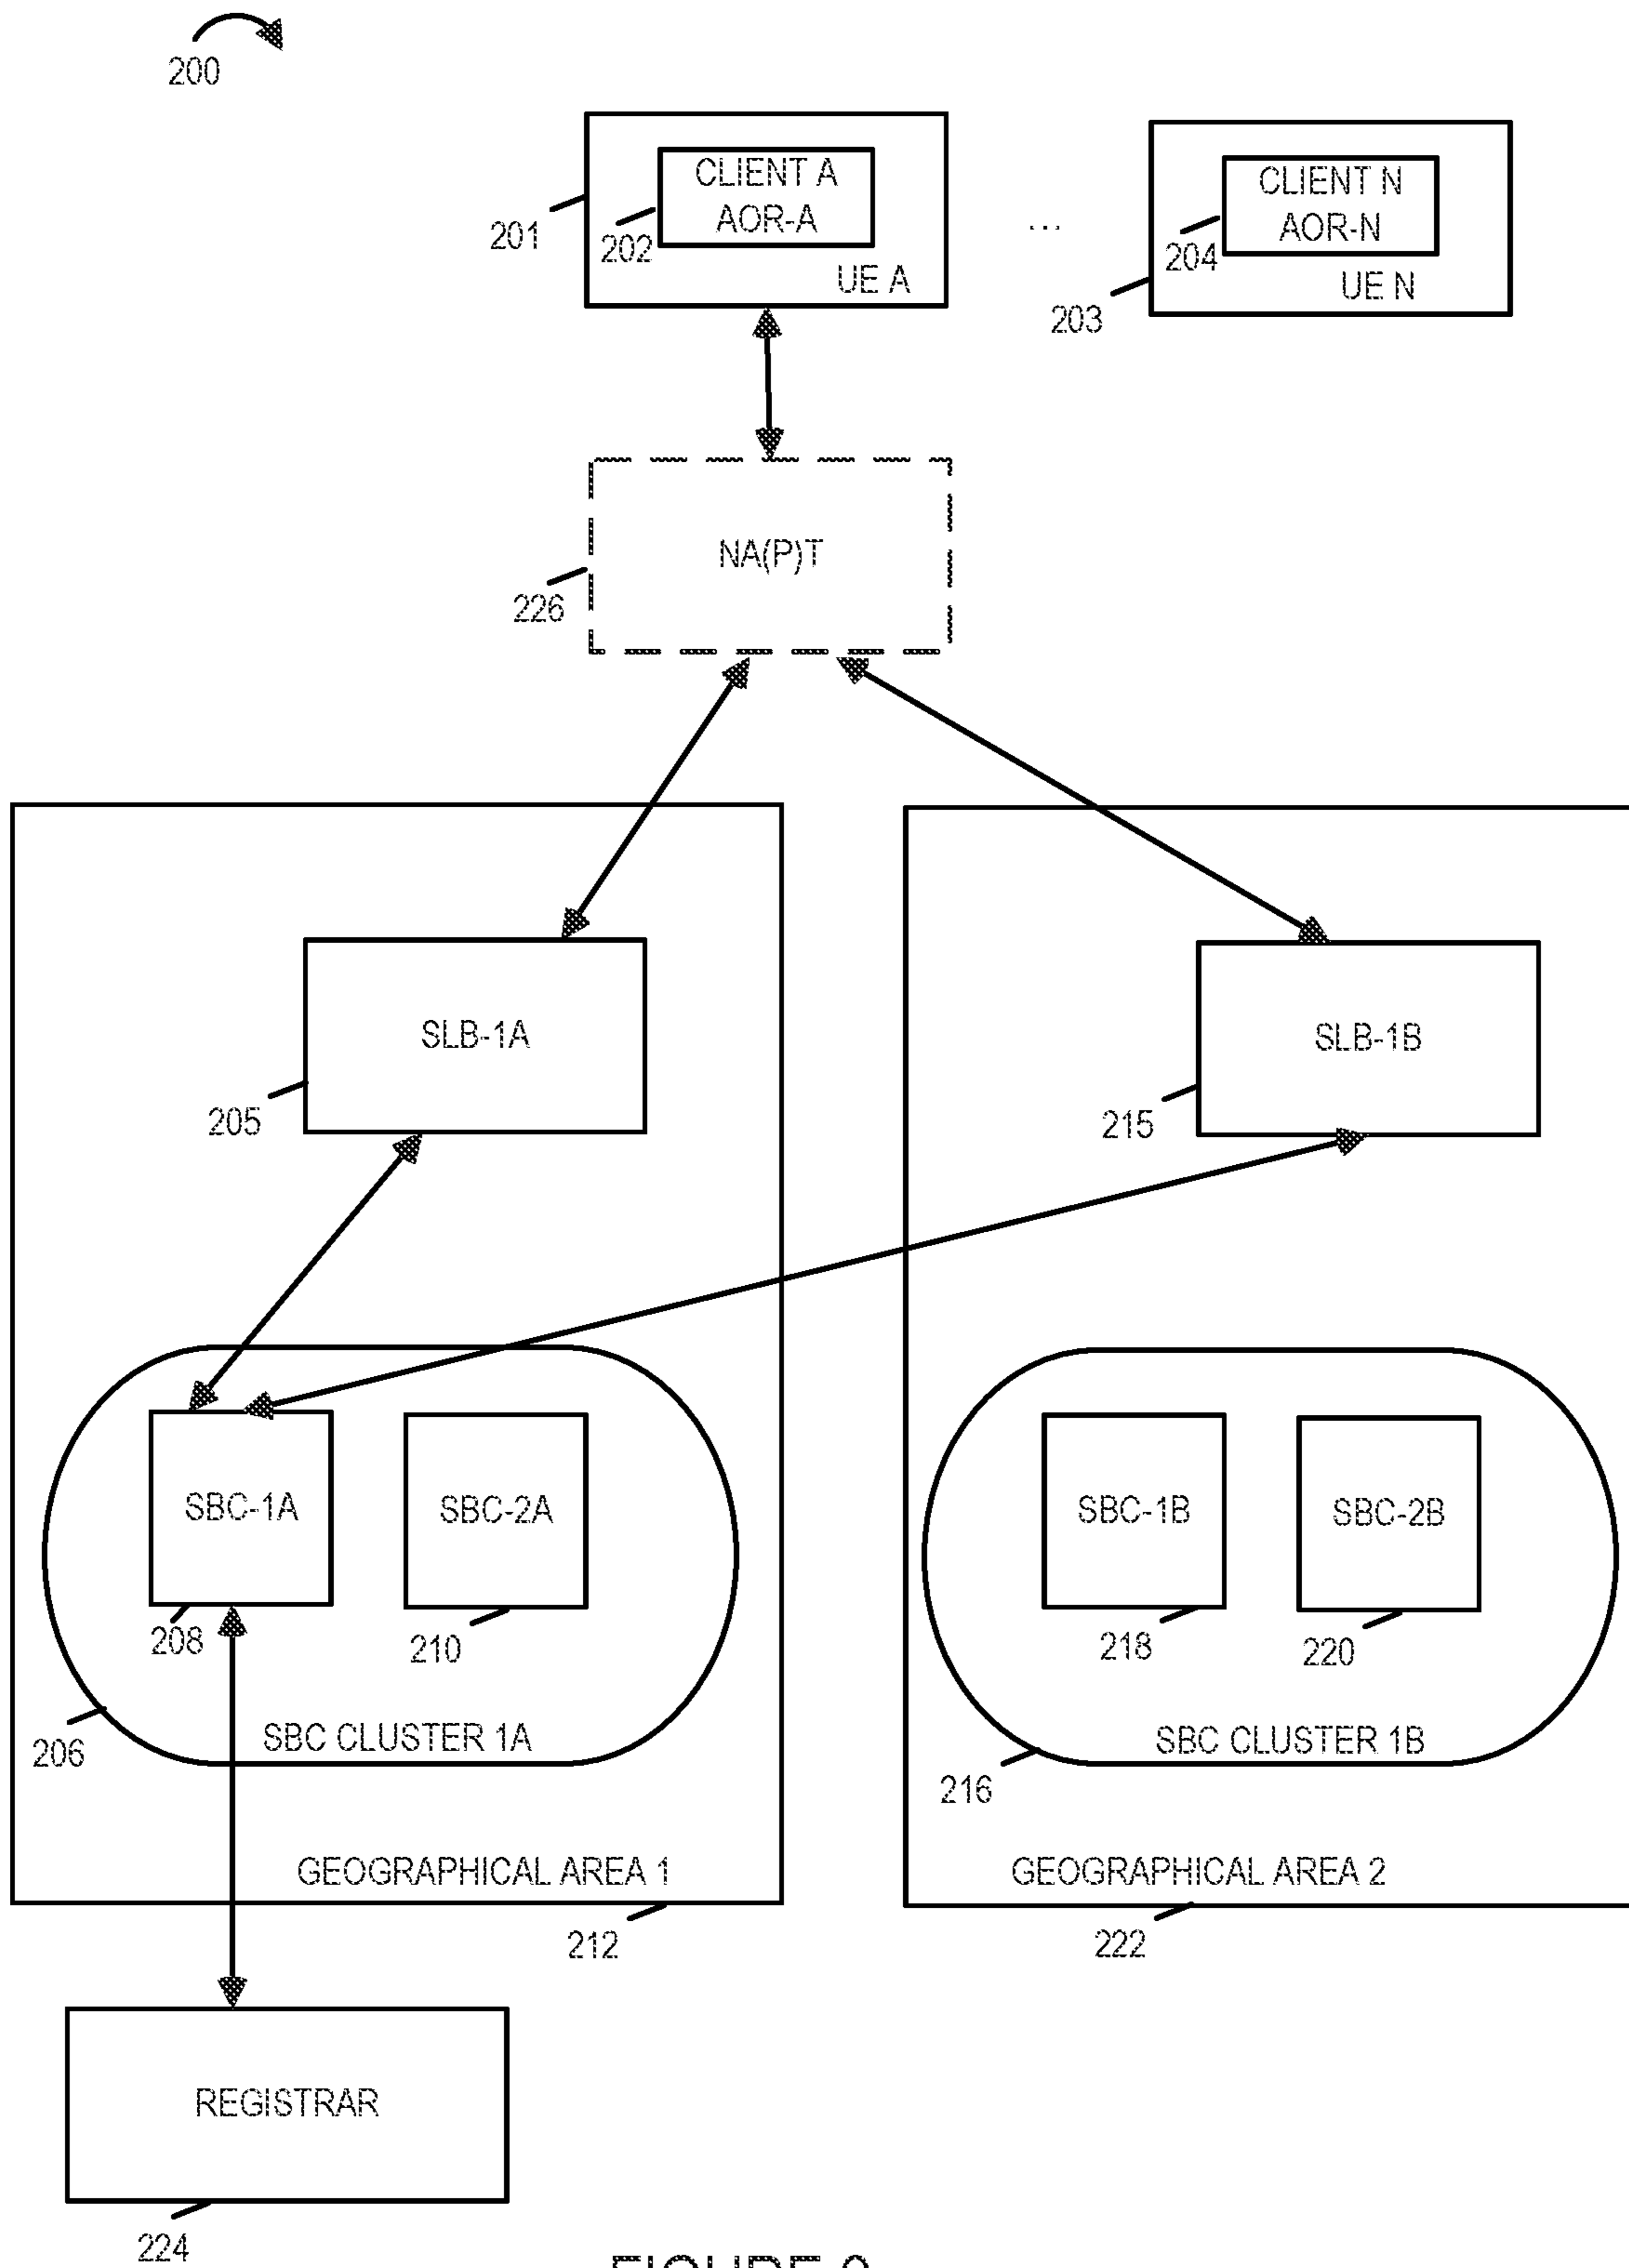 200
CLIENT A
AOR-A
201
202
UE A
...
CLIENT N
AOR-N
204
UE N
203
NA(P)T
226
SLB-1A
205
SLB-1B
215
SBC-1A
208
SBC-2A
210
SBC CLUSTER 1A
206
GEOGRAPHICAL AREA 1
212
SBC-1B
218
SBC-2B
220
SBC CLUSTER 1B
216
GEOGRAPHICAL AREA 2
222
REGISTRAR
224